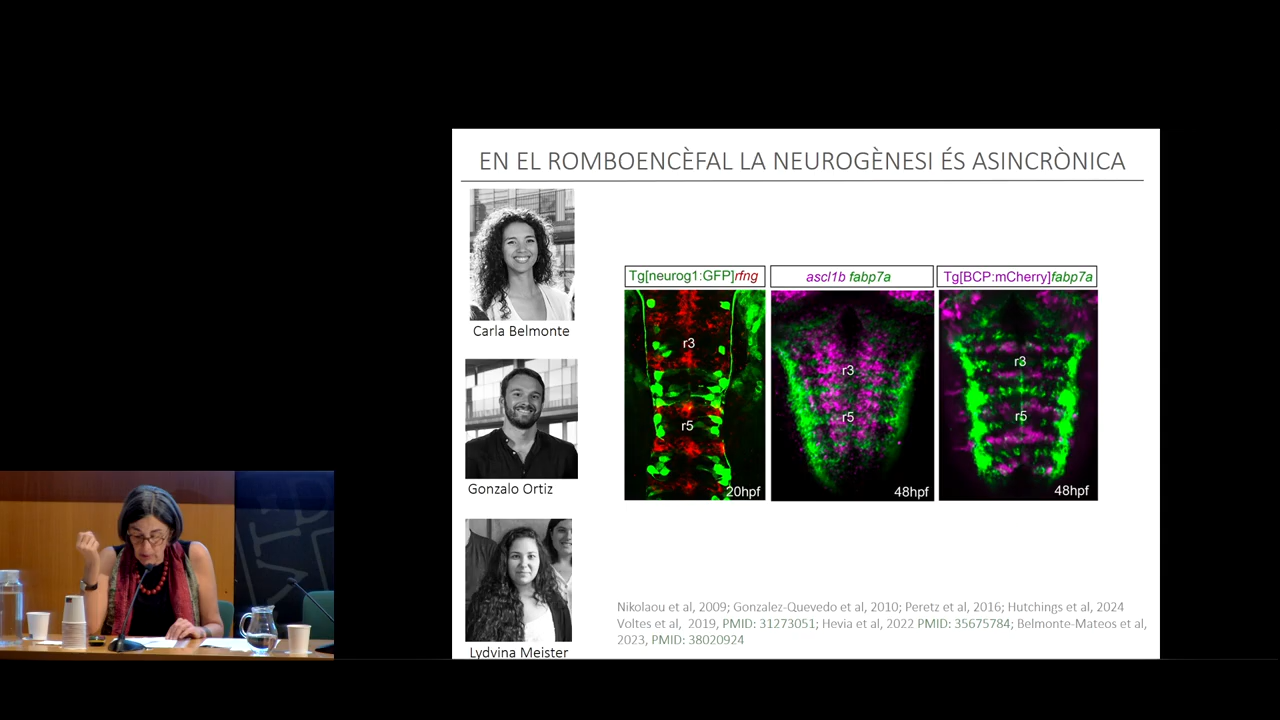 EN EL ROMBOENCÈFAL LA NEUROGÈNESI ÉS ASINCRÒNICA
Carla Belmonte
Gonzalo Ortiz
Lydvina Meister
Tg[neurog1:GFP]rfng
r3
r5
20hpf
ascl1b fabp7a
r3
r5
48hpf
Tg[BCP:mCherry]fabp7a
r3
r5
48hpf
Nikolaou et al, 2009; Gonzalez-Quevedo et al, 2010; Peretz et al, 2016; Hutchings et al, 2024
Voltes et al, 2019, PMID: 31273051; Hevia et al, 2022 PMID: 35675784; Belmonte-Mateos et al,
2023, PMID: 38020924